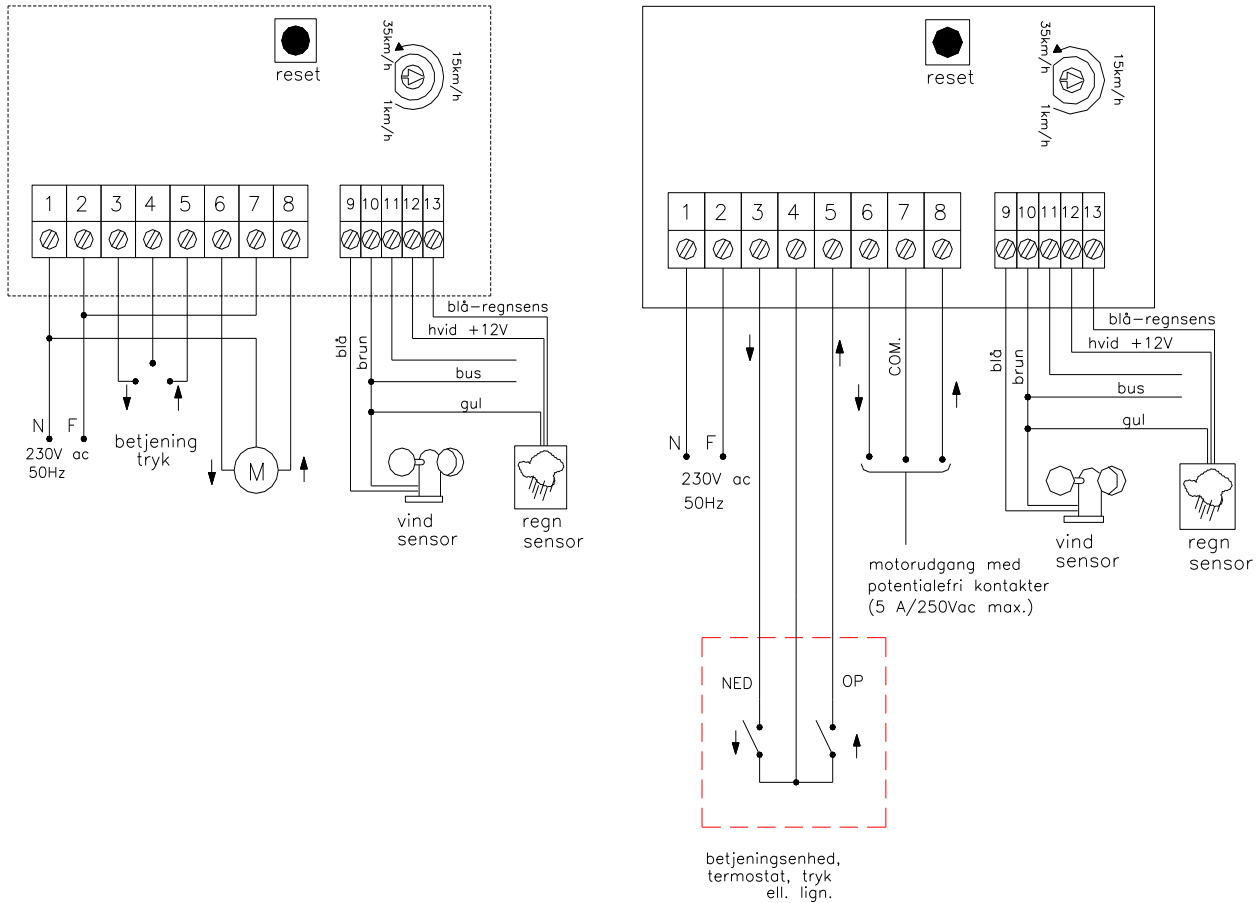 reset
35km/h
15km/h
1km/h
1 2 3 4 5 6 7 8
9 10 11 12 13
blå-regnsens
hvid +12V
blå
brun
bus
gul
N F
230V ac
50Hz
betjening
tryk
M
vind
sensor
regn
sensor
reset
35km/h
15km/h
1km/h
1 2 3 4 5 6 7 8
9 10 11 12 13
blå-regnsens
hvid +12V
COM.
blå
brun
bus
gul
N F
230V ac
50Hz
vind
sensor
regn
sensor
motorudgang med
potentialefri kontakter
(5 A/250Vac max.)
NED
OP
betjeningsenhed,
termostat, tryk
ell. lign.